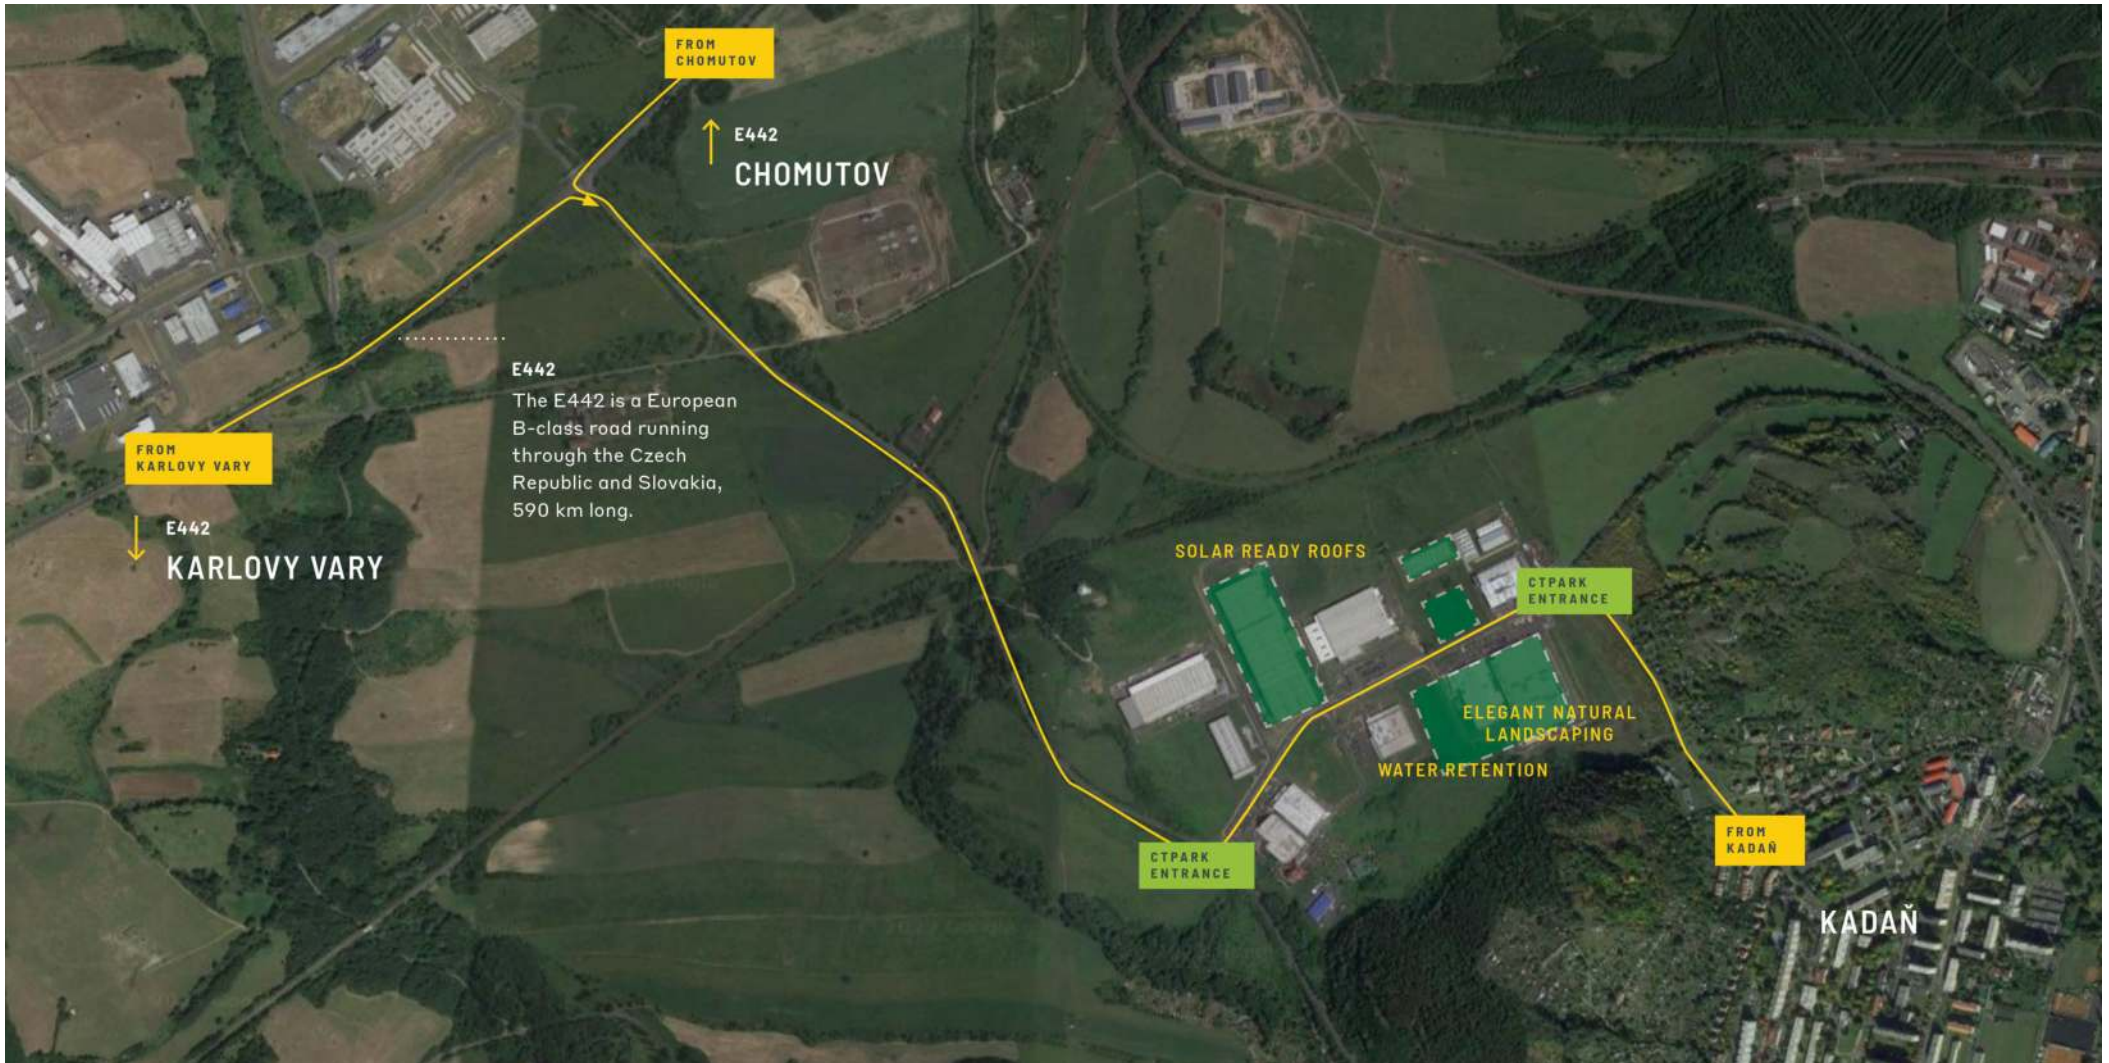 FROM
CHOMUTOV
E442
CHOMUTOV
E442
The E442 is a European
B-class road running
through the Czech
Republic and Slovakia,
590 km long.
FROM
KARLOVY VARY
E442
KARLOVY VARY
SOLAR READY ROOFS
CTPARK
ENTRANCE
ELEGANT NATURAL
LANDSCAPING
WATER RETENTION
CTPARK
ENTRANCE
FROM
KADAŇ
KADAŇ